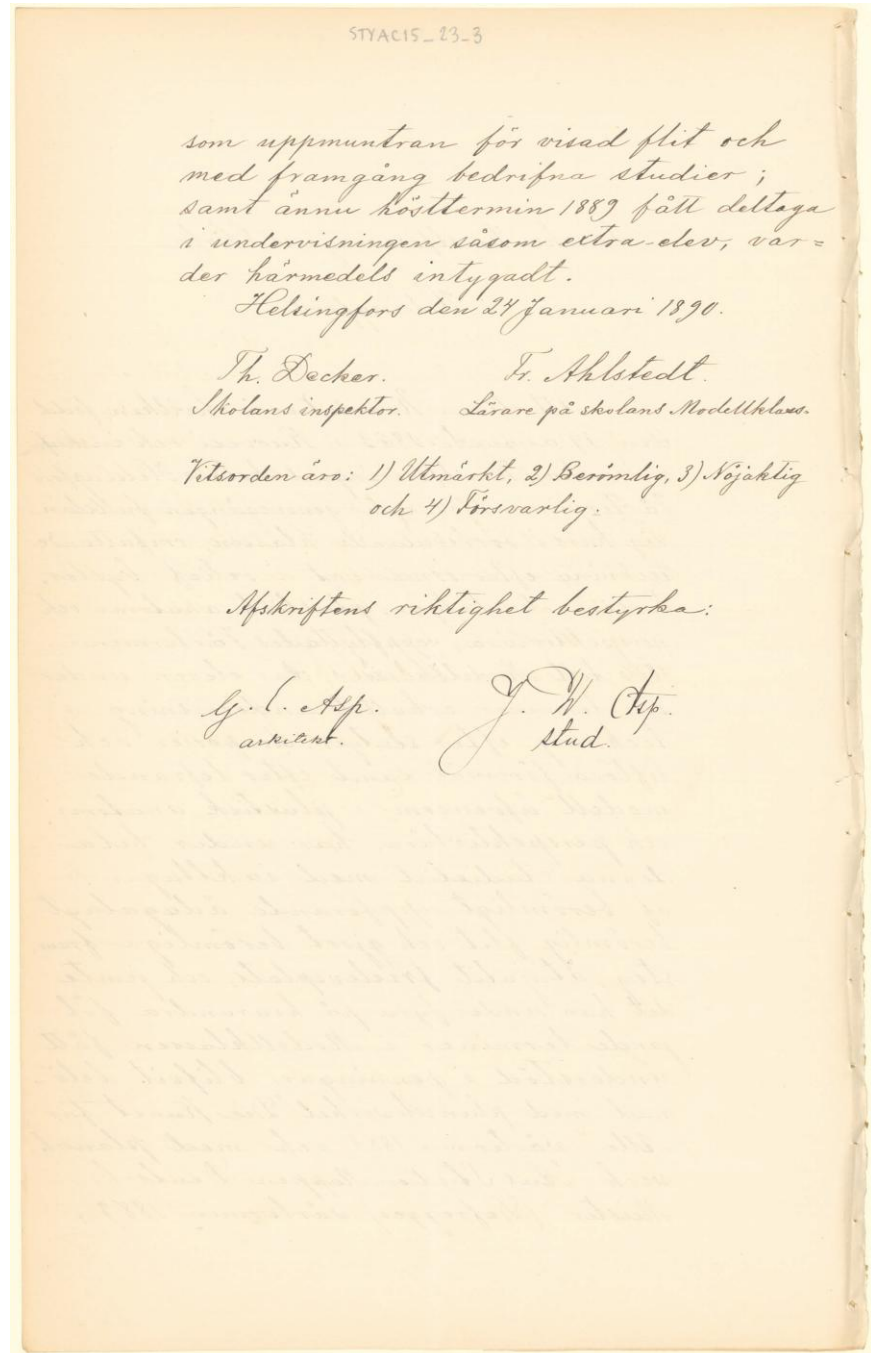 STYAC15_23_3
som uppmuntran för visad flit och
med framgång bedrifna studier;
samt ännu hösttermin 1889 fått deltaga
i undervisningen såsom extra-elev, var=
der härmedels intygadt.
Helsingfors den 24 Januari 1890.
Th. Decker. Fr. Ahlstedt.
Skolans inspektor. Lärare på skolans Modellklass.
Vitsorden äro: 1) Utmärkt, 2) Berömlig, 3) Nöjaktig
och 4) Försvarlig.
Afskriftens riktighet bestyrka:
G. E. Asp. J. W. Asp.
arkitekt. stud.